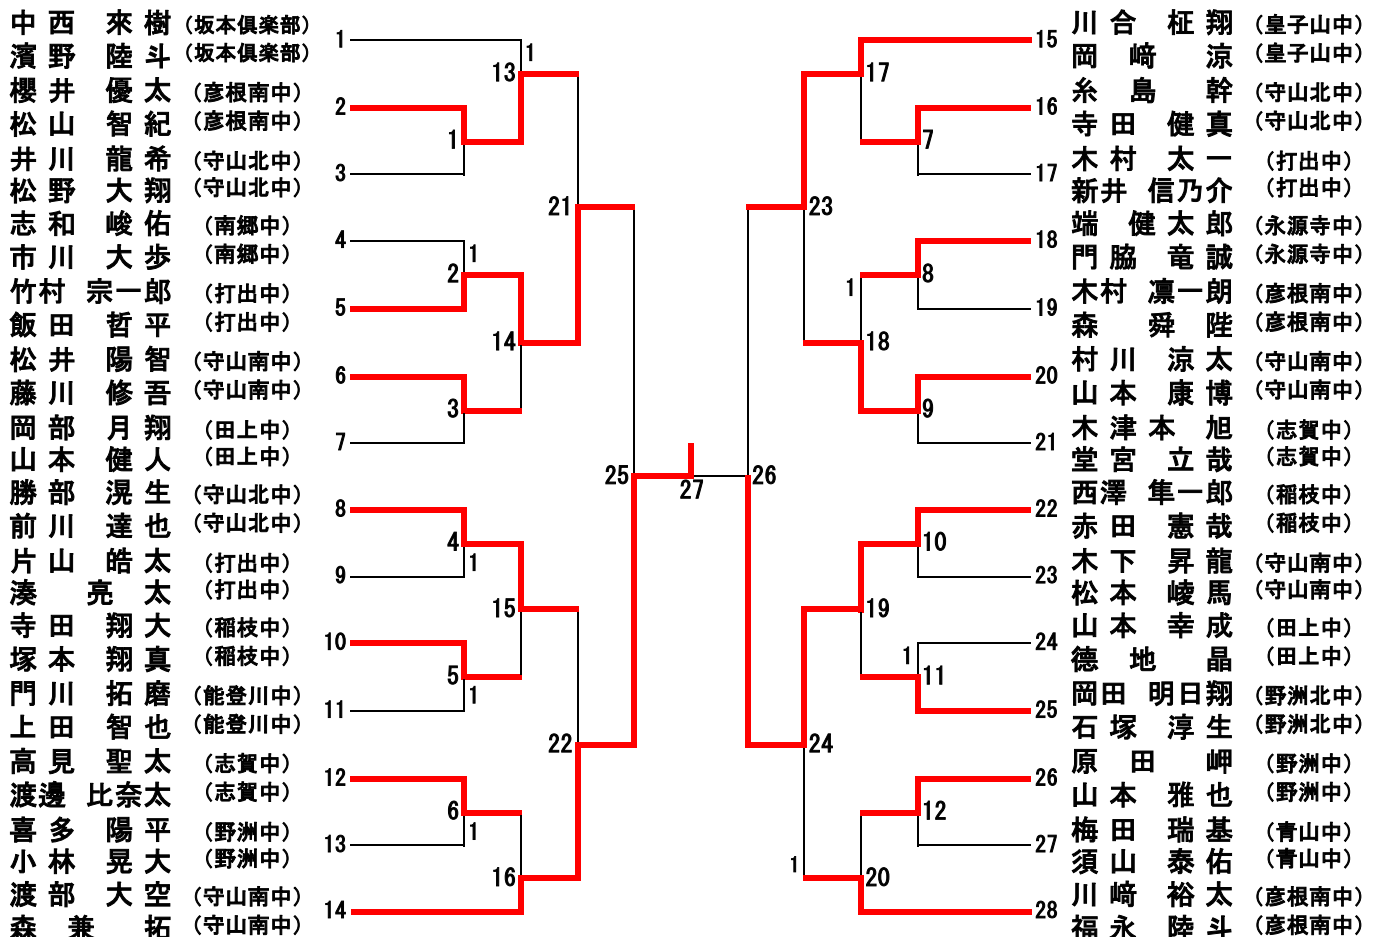 中西 來樹 (坂本倶楽部)
濱野 陸斗 (坂本倶楽部)
1
櫻井 優太 (彦根南中)
松山 智紀 (彦根南中)
2
井川 龍希 (守山北中)
松野 大翔 (守山北中)
3
志和 峻佑 (南郷中)
市川 大歩 (南郷中)
4
竹村 宗一郎 (打出中)
飯田 哲平 (打出中)
5
松井 陽智 (守山南中)
藤川 修吾 (守山南中)
6
岡部 月翔 (田上中)
山本 健人 (田上中)
7
勝部 滉生 (守山北中)
前川 達也 (守山北中)
8
片山 皓太 (打出中)
湊 亮太 (打出中)
9
寺田 翔大 (稲枝中)
塚本 翔真 (稲枝中)
10
門川 拓磨 (能登川中)
上田 智也 (能登川中)
11
高見 聖太 (志賀中)
渡邊 比奈太 (志賀中)
12
喜多 陽平 (野洲中)
小林 晃大 (野洲中)
13
渡部 大空 (守山南中)
森 兼拓 (守山南中)
14
1
13
1
21
1
2
14
3
25
4
1
15
5
1
22
6
1
16
27
17
7
23
8
1
18
9
26
10
19
1
11
24
12
1
20
川合 柾翔 (皇子山中)
岡﨑 涼 (皇子山中)
15
糸島 幹 (守山北中)
寺田 健真 (守山北中)
16
木村 太一 (打出中)
新井 信乃介 (打出中)
17
端 健太郎 (永源寺中)
門脇 竜誠 (永源寺中)
18
木村 凛一朗 (彦根南中)
森 舜陛 (彦根南中)
19
村川 涼太 (守山南中)
山本 康博 (守山南中)
20
木津本 旭 (志賀中)
堂宮 立哉 (志賀中)
21
西澤 隼一郎 (稲枝中)
赤田 憲哉 (稲枝中)
22
木下 昇龍 (守山南中)
松本 崚馬 (守山南中)
23
山本 幸成 (田上中)
德地 晶 (田上中)
24
岡田 明日翔 (野洲北中)
石塚 淳生 (野洲北中)
25
原田 岬 (野洲中)
山本 雅也 (野洲中)
26
梅田 瑞基 (青山中)
須山 泰佑 (青山中)
27
川﨑 裕太 (彦根南中)
福永 陸斗 (彦根南中)
28